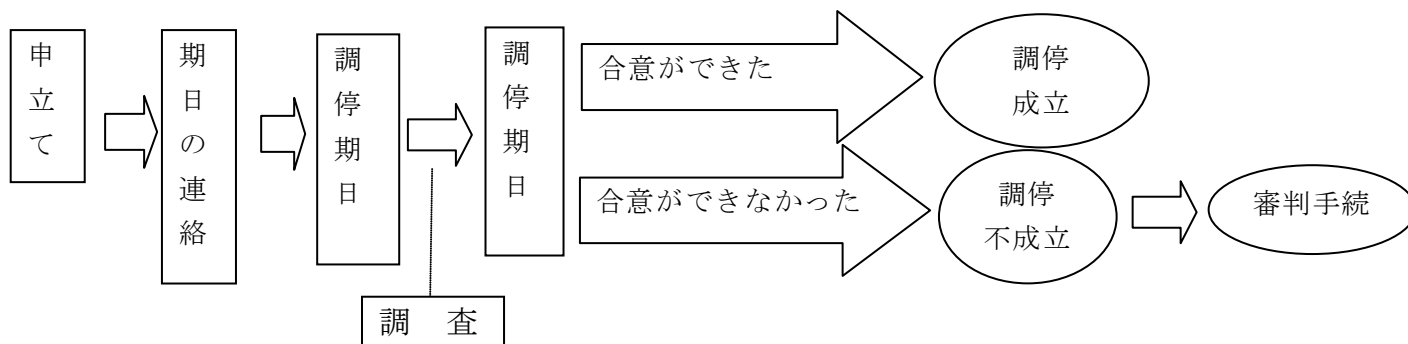 申立て
期日の連絡
調停期日
調査
調停期日
合意ができた
調停
成立
合意ができなかった
調停
不成立
審判手続